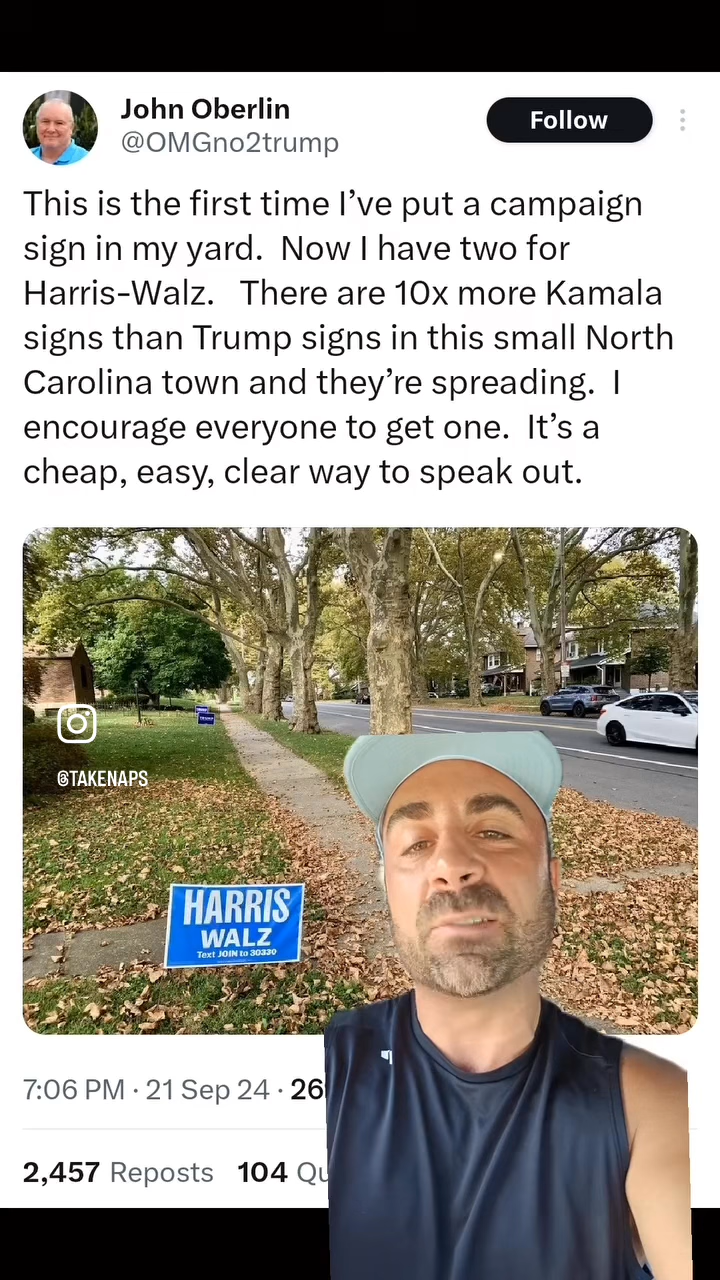 John Oberlin
@OMGno2trump
Follow
This is the first time I’ve put a campaign
sign in my yard.  Now I have two for
Harris-Walz.   There are 10x more Kamala
signs than Trump signs in this small North
Carolina town and they’re spreading.  I
encourage everyone to get one.  It’s a
cheap, easy, clear way to speak out.
@TAKENAPS
HARRIS
WALZ
Text JOIN to 30330
7:06 PM · 21 Sep 24 · 26
2,457 Reposts 104 Qu